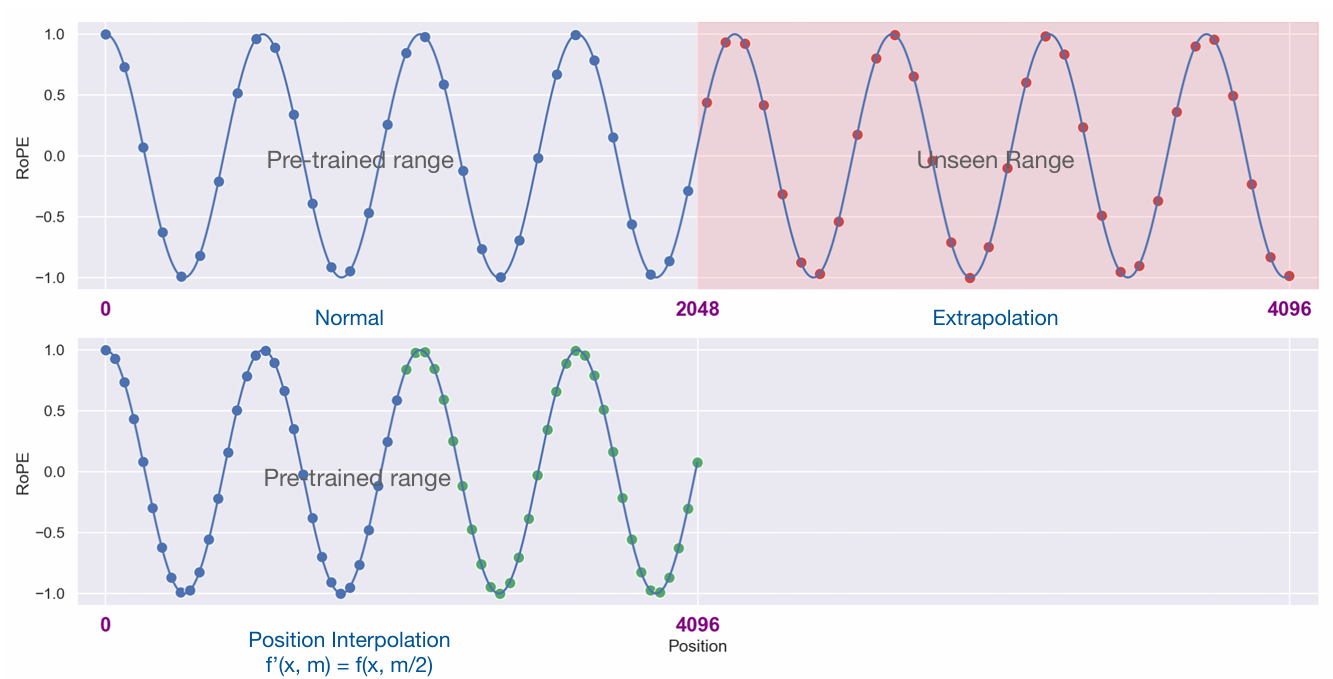 1.0
0.5
0.0
−0.5
−1.0
RoPE
Pre-trained range
Unseen Range
0
2048
4096
Normal
Extrapolation
1.0
0.5
0.0
−0.5
−1.0
RoPE
Pre-trained range
0
4096
Position
Position Interpolation
f’(x, m) = f(x, m/2)